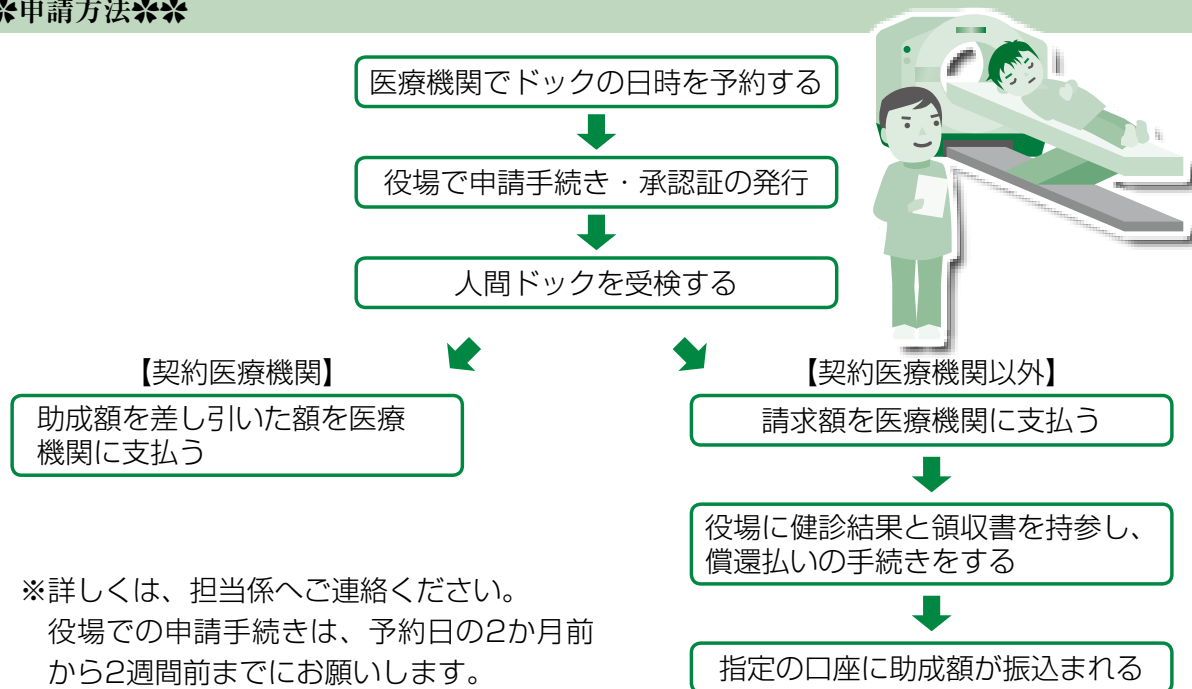 ✲申請方法✲✲
医療機関でドックの日時を予約する
役場で申請手続き・承認証の発行
人間ドックを受検する
【契約医療機関】
助成額を差し引いた額を医療
機関に支払う
【契約医療機関以外】
請求額を医療機関に支払う
役場に健診結果と領収書を持参し、
償還払いの手続きをする
指定の口座に助成額が振込まれる
※詳しくは、担当係へご連絡ください。
役場での申請手続きは、予約日の2か月前
から2週間前までにお願いします。